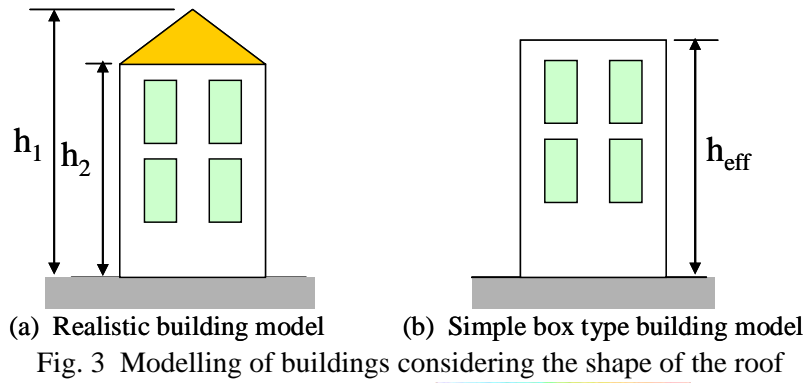 h1
h2
heff
(a) Realistic building model
(b) Simple box type building model
Fig. 3 Modelling of buildings considering the shape of the roof